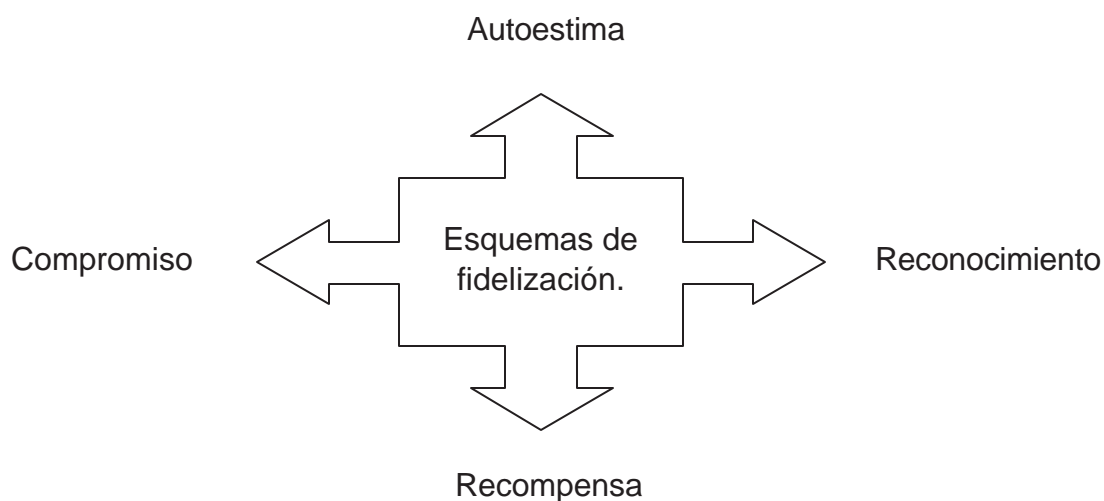 Autoestima
Compromiso
Esquemas de
fidelización.
Reconocimiento
Recompensa